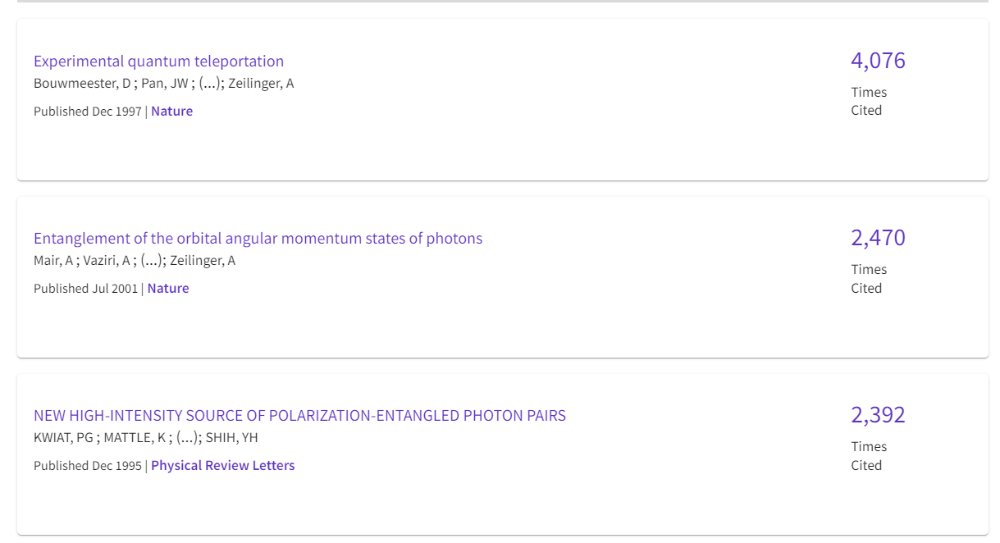 Experimental quantum teleportation
4,076
Bouwmeester, D ; Pan, JW ; (...); Zeilinger, A
Times
Published Dec 1997 | Nature
Cited
Entanglement of the orbital angular momentum states of photons
2,470
Mair, A ; Vaziri, A ; (...); Zeilinger, A
Times
Published Jul 2001 | Nature
Cited
NEW HIGH-INTENSITY SOURCE OF POLARIZATION-ENTANGLED PHOTON PAIRS
2,392
KWIAT, PG ; MATTLE, K ; (...); SHIH, YH
Times
Published Dec 1995 | Physical Review Letters
Cited